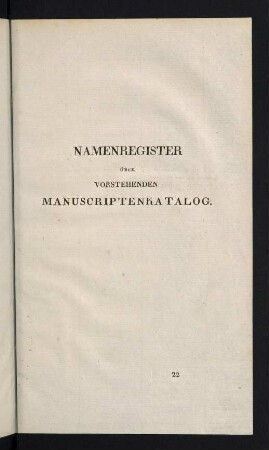 NAMENREGISTER
ÜBER
VORSTEHENDEN
MANUSCRIPTENKATALOG.
22